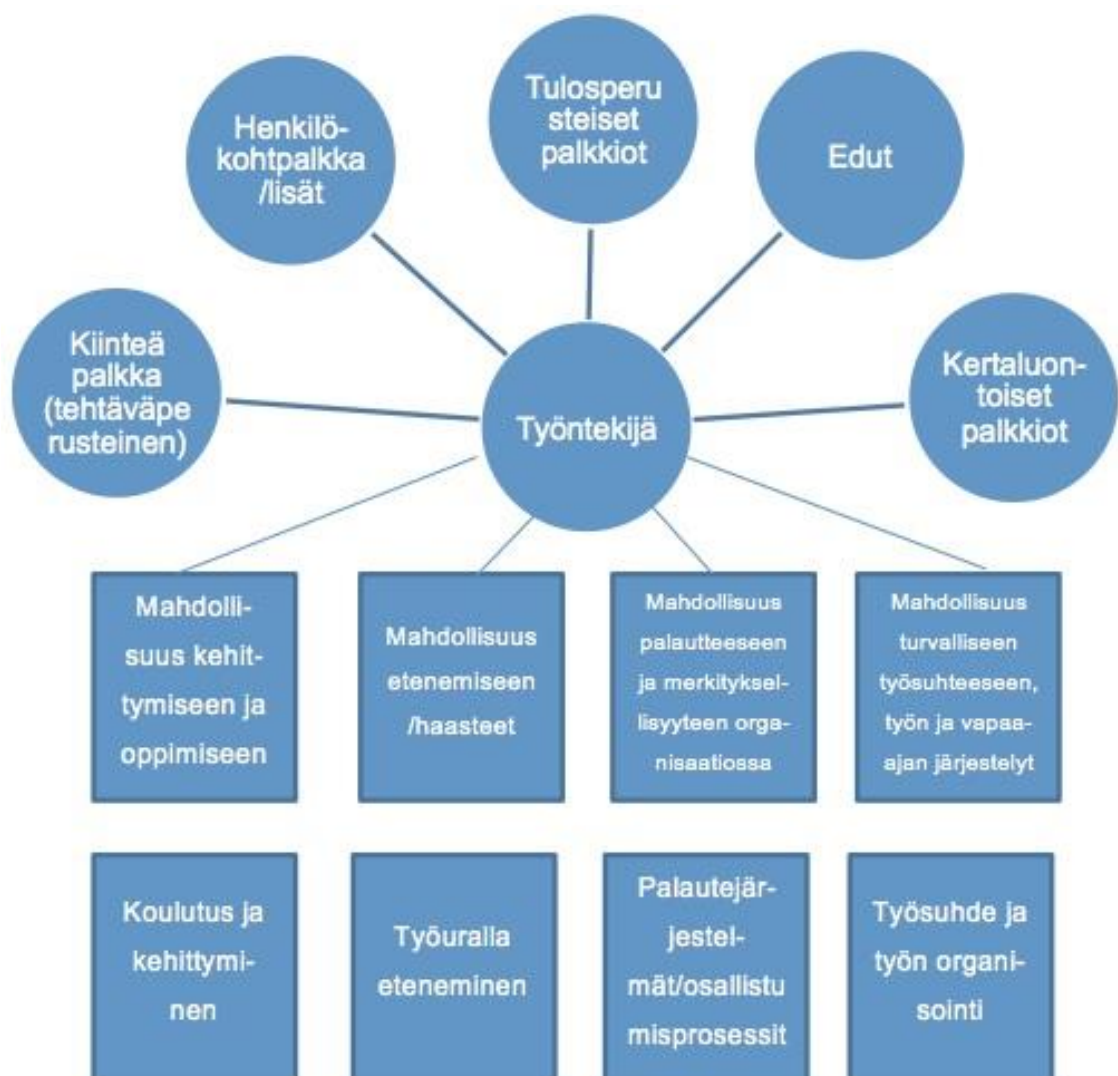 Tulosperu
steiset
palkkiot
Henkilö-
kohtpalkka
/lisät
Edut
Kiinteä
palkka
(tehtäväpe
rusteinen)
Työntekijä
Kertaluon-
toiset
palkkiot
Mahdolli-
suus kehit-
tymiseen ja
oppimiseen
Mahdollisuus
etenemiseen
/haasteet
Mahdollisuus
palautteeseen
ja merkityksel-
lisyyteen orga-
nisaatiossa
Mahdollisuus
turvalliseen
työsuhteeseen,
työn ja vapaa-
ajan järjestelyt
Koulutus ja
kehittymi-
nen
Työuralla
eteneminen
Palautejär-
jestel-
mät/osallistu
misprosessit
Työsuhde ja
työn organi-
sointi